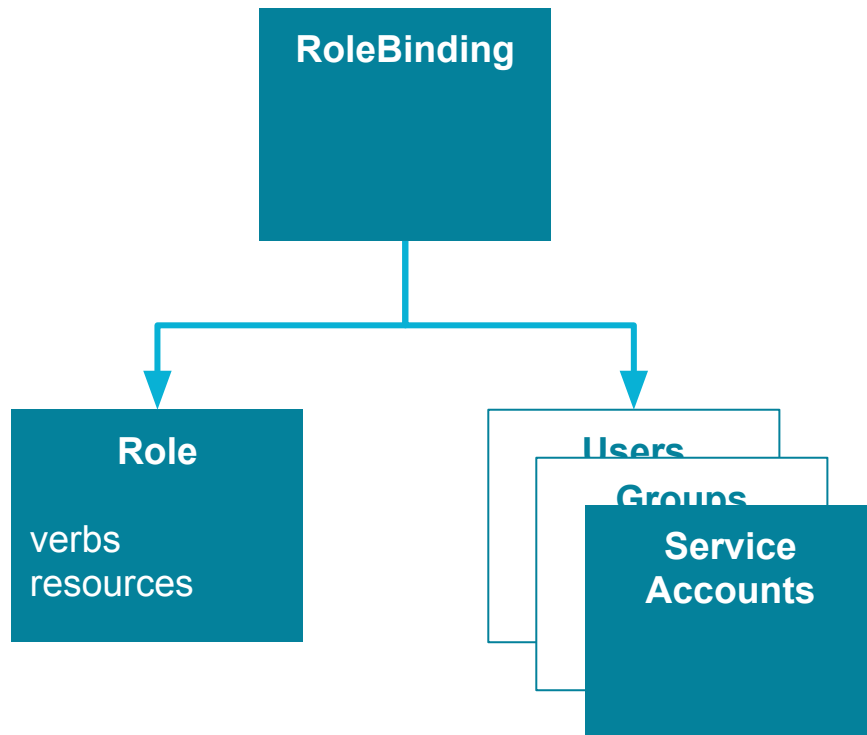 RoleBinding
Role
verbs
resources
Users
Groups
Service
Accounts